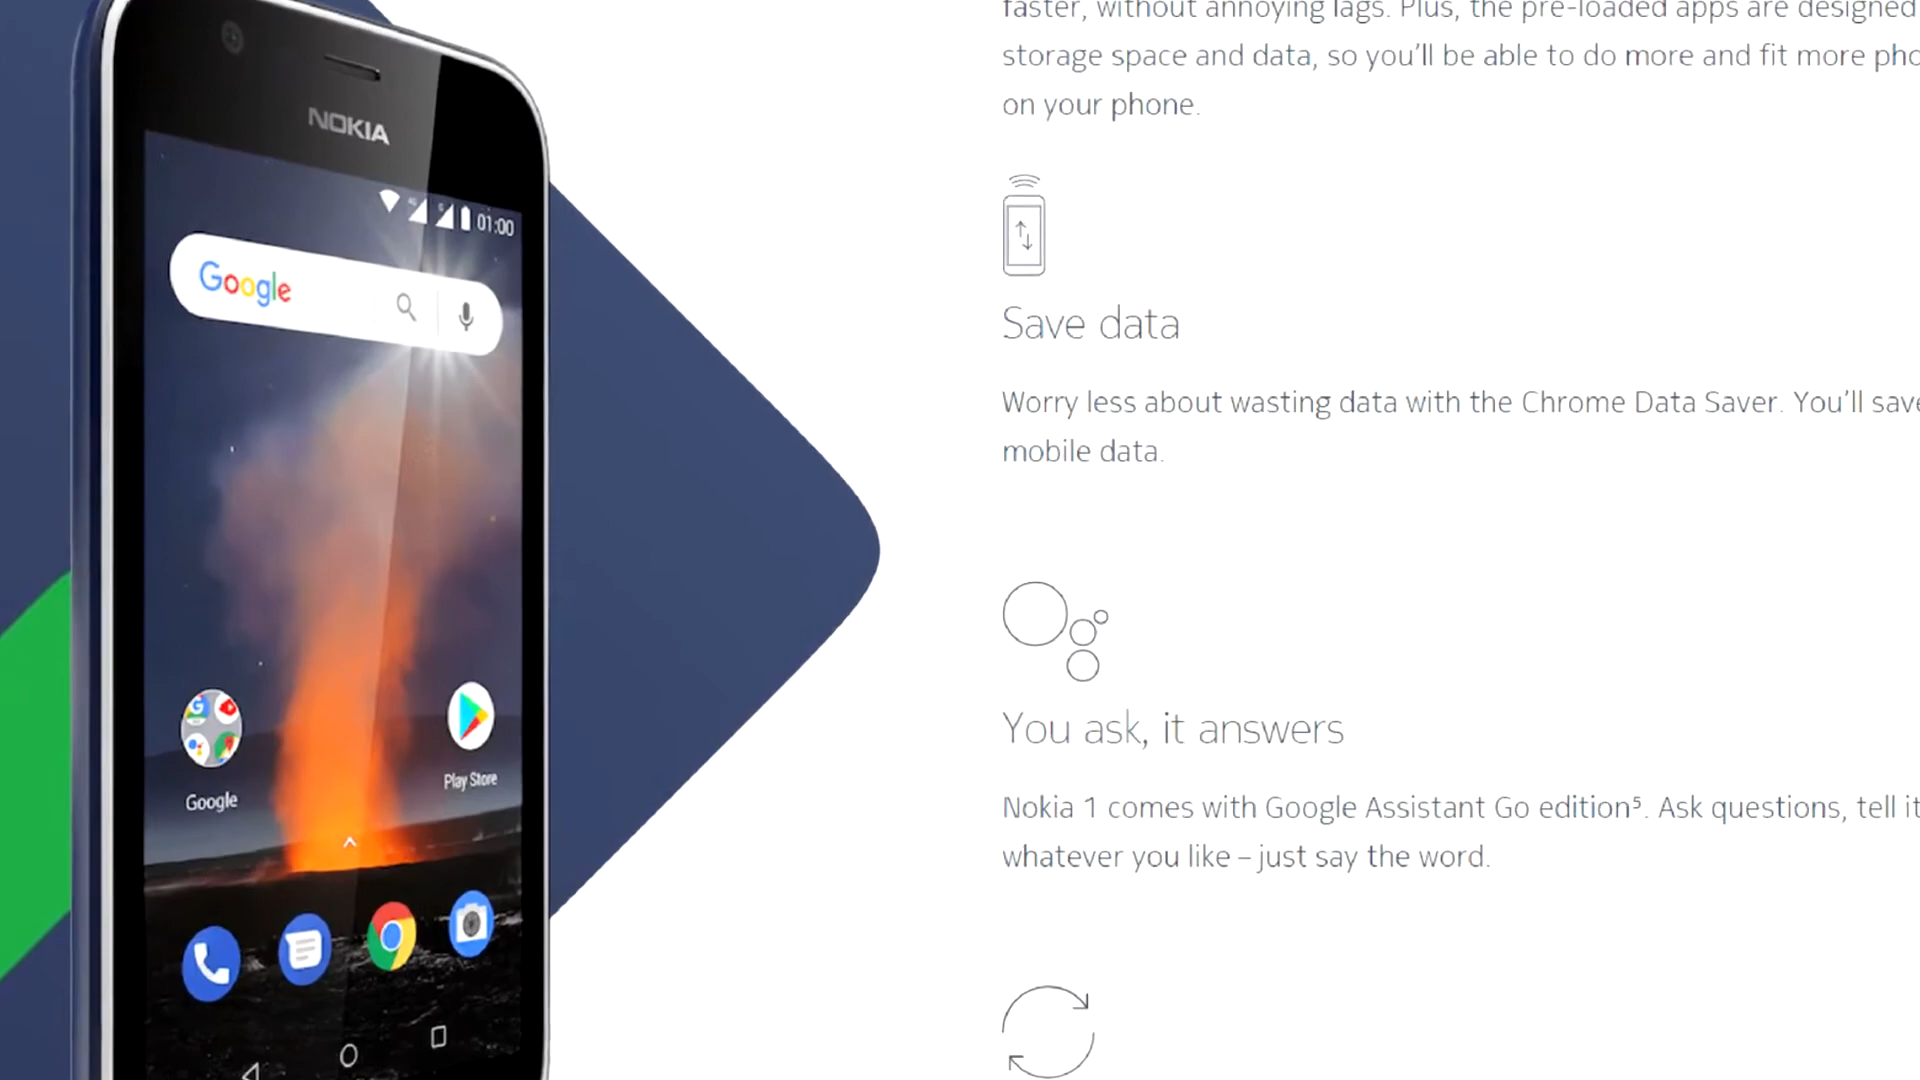 faster, without annoying lags. Plus, the pre-loaded apps are designed
storage space and data, so you'll be able to do more and fit more
on your phone.
NOKIA
01:00
Google
Save data
Worry less about wasting data with the Chrome Data Saver. You'll
mobile data.
You ask, it answers
Google
Play Store
Nokia 1 comes with Google Assistant Go edition⁵. Ask questions, tell it
whatever you like – just say the word.